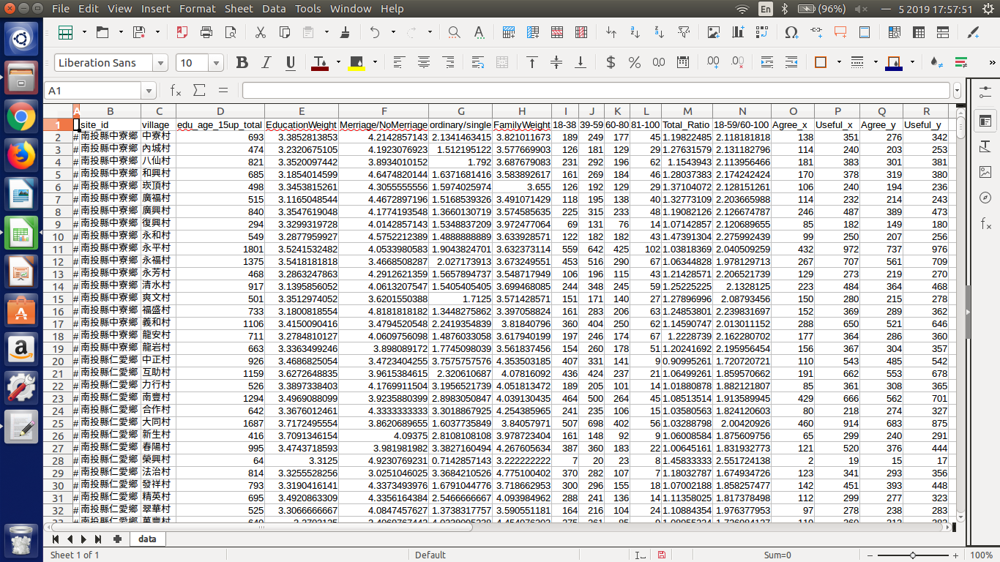 File Edit View Insert Format Sheet Data Tools Window Help En (96%) 一 5 2019 17:57:51
Liberation Sans 10
A1
A B C D E F G H I J K L M N O P Q R
1 site_id village edu_age_15up_total EducationWeight Merriage/NoMerriage ordinary/single FamilyWeight 18-38 39-59 60-80 81-100 Total_Ratio 18-59/60-100 Agree_x Useful_x Agree_y Useful_y
2 # 南投縣中寮鄉 中寮村 693 3.3852813853 4.2142857143 2.1341463415 3.821011673 189 249 177 45 1.19822485 2.118181818 138 351 276 342
3 # 南投縣中寮鄉 內城村 474 3.2320675105 4.1923076923 1.512195122 3.577669903 126 181 129 29 1.27631579 2.131182796 114 240 203 253
4 # 南投縣中寮鄉 八仙村 821 3.3520097442 3.8934010152 1.792 3.687679083 231 292 196 62 1.1543943 2.113956466 181 383 301 381
5 # 南投縣中寮鄉 和興村 685 3.1854014599 4.6474820144 1.6371681416 3.583892617 161 269 184 46 1.28037383 2.174242424 170 378 319 380
6 # 南投縣中寮鄉 崁頂村 498 3.3453815261 4.3055555556 1.5974025974 3.655 126 192 129 29 1.37104072 2.128151261 106 240 194 236
7 # 南投縣中寮鄉 廣福村 515 3.1165048544 4.4672897196 1.5168539326 3.491071429 118 195 138 40 1.32773109 2.203665988 114 232 214 243
8 # 南投縣中寮鄉 廣興村 840 3.3547619048 4.1774193548 1.3660130719 3.574585635 225 315 233 48 1.19082126 2.126674787 246 487 389 473
9 # 南投縣中寮鄉 復興村 294 3.3299319728 4.0142857143 1.5348837209 3.972477064 69 131 76 14 1.07142857 2.120689655 85 182 149 180
10 # 南投縣中寮鄉 永和村 549 3.2877959927 4.5752212389 1.4888888889 3.633928571 122 182 182 43 1.47391304 2.275992439 99 250 207 256
11 # 南投縣中寮鄉 永平村 1801 3.5241532482 4.0533980583 1.9043824701 3.632373114 559 642 425 102 1.03818369 2.040509259 432 972 737 976
12 # 南投縣中寮鄉 永福村 1375 3.5418181818 3.4668508287 2.027173913 3.673249551 453 516 290 67 1.06344828 1.978129713 267 707 561 709
13 # 南投縣中寮鄉 永芳村 468 3.2863247863 4.2912621359 1.5657894737 3.548717949 106 196 115 43 1.21428571 2.206521739 129 273 219 270
14 # 南投縣中寮鄉 清水村 917 3.1395856052 4.0613207547 1.5405405405 3.699468085 244 348 245 59 1.25225225 2.1328125 223 484 364 468
15 # 南投縣中寮鄉 爽文村 501 3.3512974052 3.6201550388 1.7125 3.571428571 151 171 140 27 1.27896996 2.08793456 150 280 215 278
16 # 南投縣中寮鄉 福盛村 733 3.1800818554 4.8181818182 1.3448275862 3.397058824 161 283 206 63 1.24853801 2.239831697 152 369 289 362
17 # 南投縣中寮鄉 義和村 1106 3.4150090416 3.4794520548 2.2419354839 3.81840796 360 404 250 62 1.14590747 2.013011152 288 650 521 646
18 # 南投縣中寮鄉 龍安村 711 3.2784810127 4.0609756098 1.4876033058 3.617940199 197 246 174 67 1.2228739 2.162280702 177 364 286 360
19 # 南投縣中寮鄉 龍岩村 663 3.3363499246 3.898089172 1.7745098039 3.561837456 154 260 178 51 1.20241692 2.195956454 156 367 304 357
20 # 南投縣仁愛鄉 中正村 926 3.4686825054 3.4723404255 3.7575757576 4.353503185 407 331 141 9 0.90995261 1.720720721 110 543 485 542
21 # 南投縣仁愛鄉 互助村 1159 3.6272648835 3.9615384615 2.320610687 4.07816092 436 424 237 21 1.06499261 1.859570662 191 662 553 678
22 # 南投縣仁愛鄉 力行村 526 3.3897338403 4.1769911504 3.1956521739 4.051813472 189 205 101 14 1.01880878 1.882121807 85 361 308 365
23 # 南投縣仁愛鄉 南豐村 1294 3.4969088099 3.9235880399 2.8983050847 4.039130435 464 500 264 45 1.08513514 1.913589945 429 666 562 701
24 # 南投縣仁愛鄉 合作村 642 3.3676012461 4.3333333333 3.3018867925 4.254385965 241 235 106 15 1.03580563 1.824120603 80 218 274 327
25 # 南投縣仁愛鄉 大同村 1687 3.7172495554 3.8620689655 1.6037735849 3.84037971 507 698 402 56 1.03288798 2.00420926 460 914 683 875
26 # 南投縣仁愛鄉 新生村 416 3.7091346154 4.09375 2.8108108108 3.978723404 161 148 92 9 1.06008584 1.875609756 65 299 240 291
27 # 南投縣仁愛鄉 春陽村 995 3.4743718593 3.981981982 3.3827160494 4.267605634 387 360 183 22 1.00645161 1.831932773 121 520 376 444
28 # 南投縣仁愛鄉 榮興村 64 3.3125 4.9230769231 0.7142857143 3.222222222 7 20 23 8 1.45833333 2.551724138 2 19 15 17
29 # 南投縣仁愛鄉 法治村 814 3.3255528256 3.0251046025 3.3684210526 4.775100402 370 282 107 7 1.18032787 1.674934726 123 341 293 356
30 # 南投縣仁愛鄉 發祥村 793 3.3190416141 4.3373493976 1.6791044776 3.718662953 300 296 155 18 1.07002188 1.858257477 142 451 393 448
31 # 南投縣仁愛鄉 精英村 695 3.4920863309 4.3356164384 2.5466666667 4.093984962 288 241 136 14 1.11358025 1.817378498 112 299 277 323
32 # 南投縣仁愛鄉 翠華村 525 3.3066666667 4.0847457627 1.3738317757 3.590551181 164 216 104 24 1.10884354 1.976377953 97 278 238 283
data
Sheet 1 of 1 Default Sum=0 100%